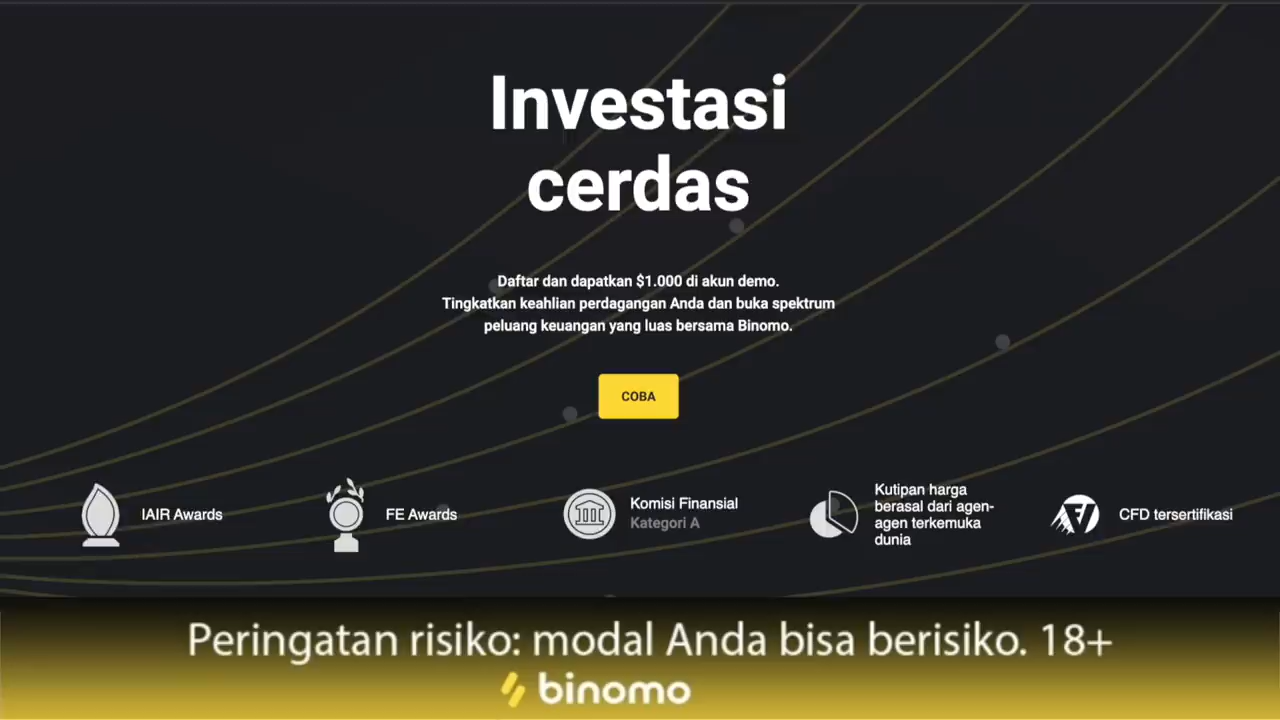 Investasi
cerdas
Daftar dan dapatkan $1.000 di akun demo.
Tingkatkan keahlian perdagangan Anda dan buka spektrum
peluang keuangan yang luas bersama Binomo.
COBA
IAIR Awards
FE Awards
Komisi Finansial
Kategori A
Kutipan harga
berasal dari agen-
agen terkemuka
dunia
CFD tersertifikasi
Peringatan risiko: modal Anda bisa berisiko. 18+
binomo